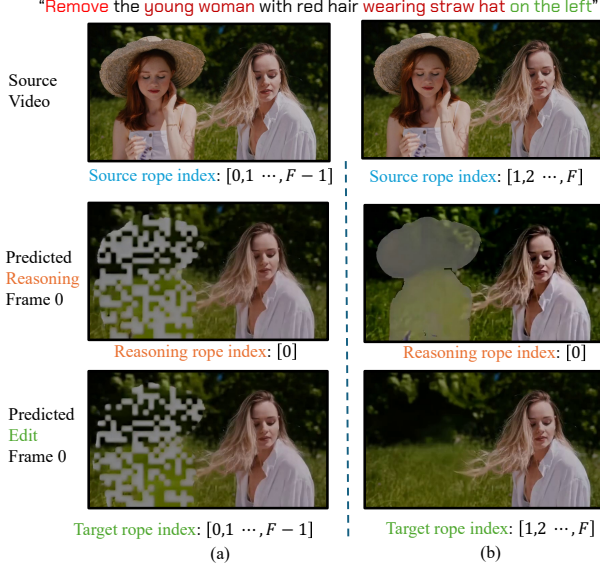 “Remove the young woman with red hair wearing straw hat on the left”
Source
Video
Source rope index: [0,1 ⋯, F − 1]
Source rope index: [1,2 ⋯, F]
Predicted
Reasoning
Frame 0
Reasoning rope index: [0]
Reasoning rope index: [0]
Predicted
Edit
Frame 0
Target rope index: [0,1 ⋯, F − 1]
Target rope index: [1,2 ⋯, F]
(a)
(b)